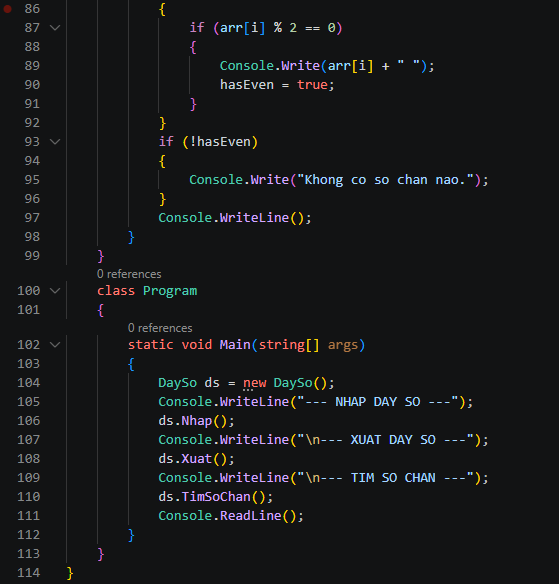 86 {
87 if (arr[i] % 2 == 0)
88 {
89 Console.Write(arr[i] + " ");
90 hasEven = true;
91 }
92 }
93 if (!hasEven)
94 {
95 Console.Write("Khong co so chan nao.");
96 }
97 Console.WriteLine();
98 }
99 }
0 references
100 class Program
101 {
0 references
102 static void Main(string[] args)
103 {
104 DaySo ds = new DaySo();
105 Console.WriteLine("--- NHAP DAY SO ---");
106 ds.Nhap();
107 Console.WriteLine("\n--- XUAT DAY SO ---");
108 ds.Xuat();
109 Console.WriteLine("\n--- TIM SO CHAN ---");
110 ds.TimSoChan();
111 Console.ReadLine();
112 }
113 }
114 }